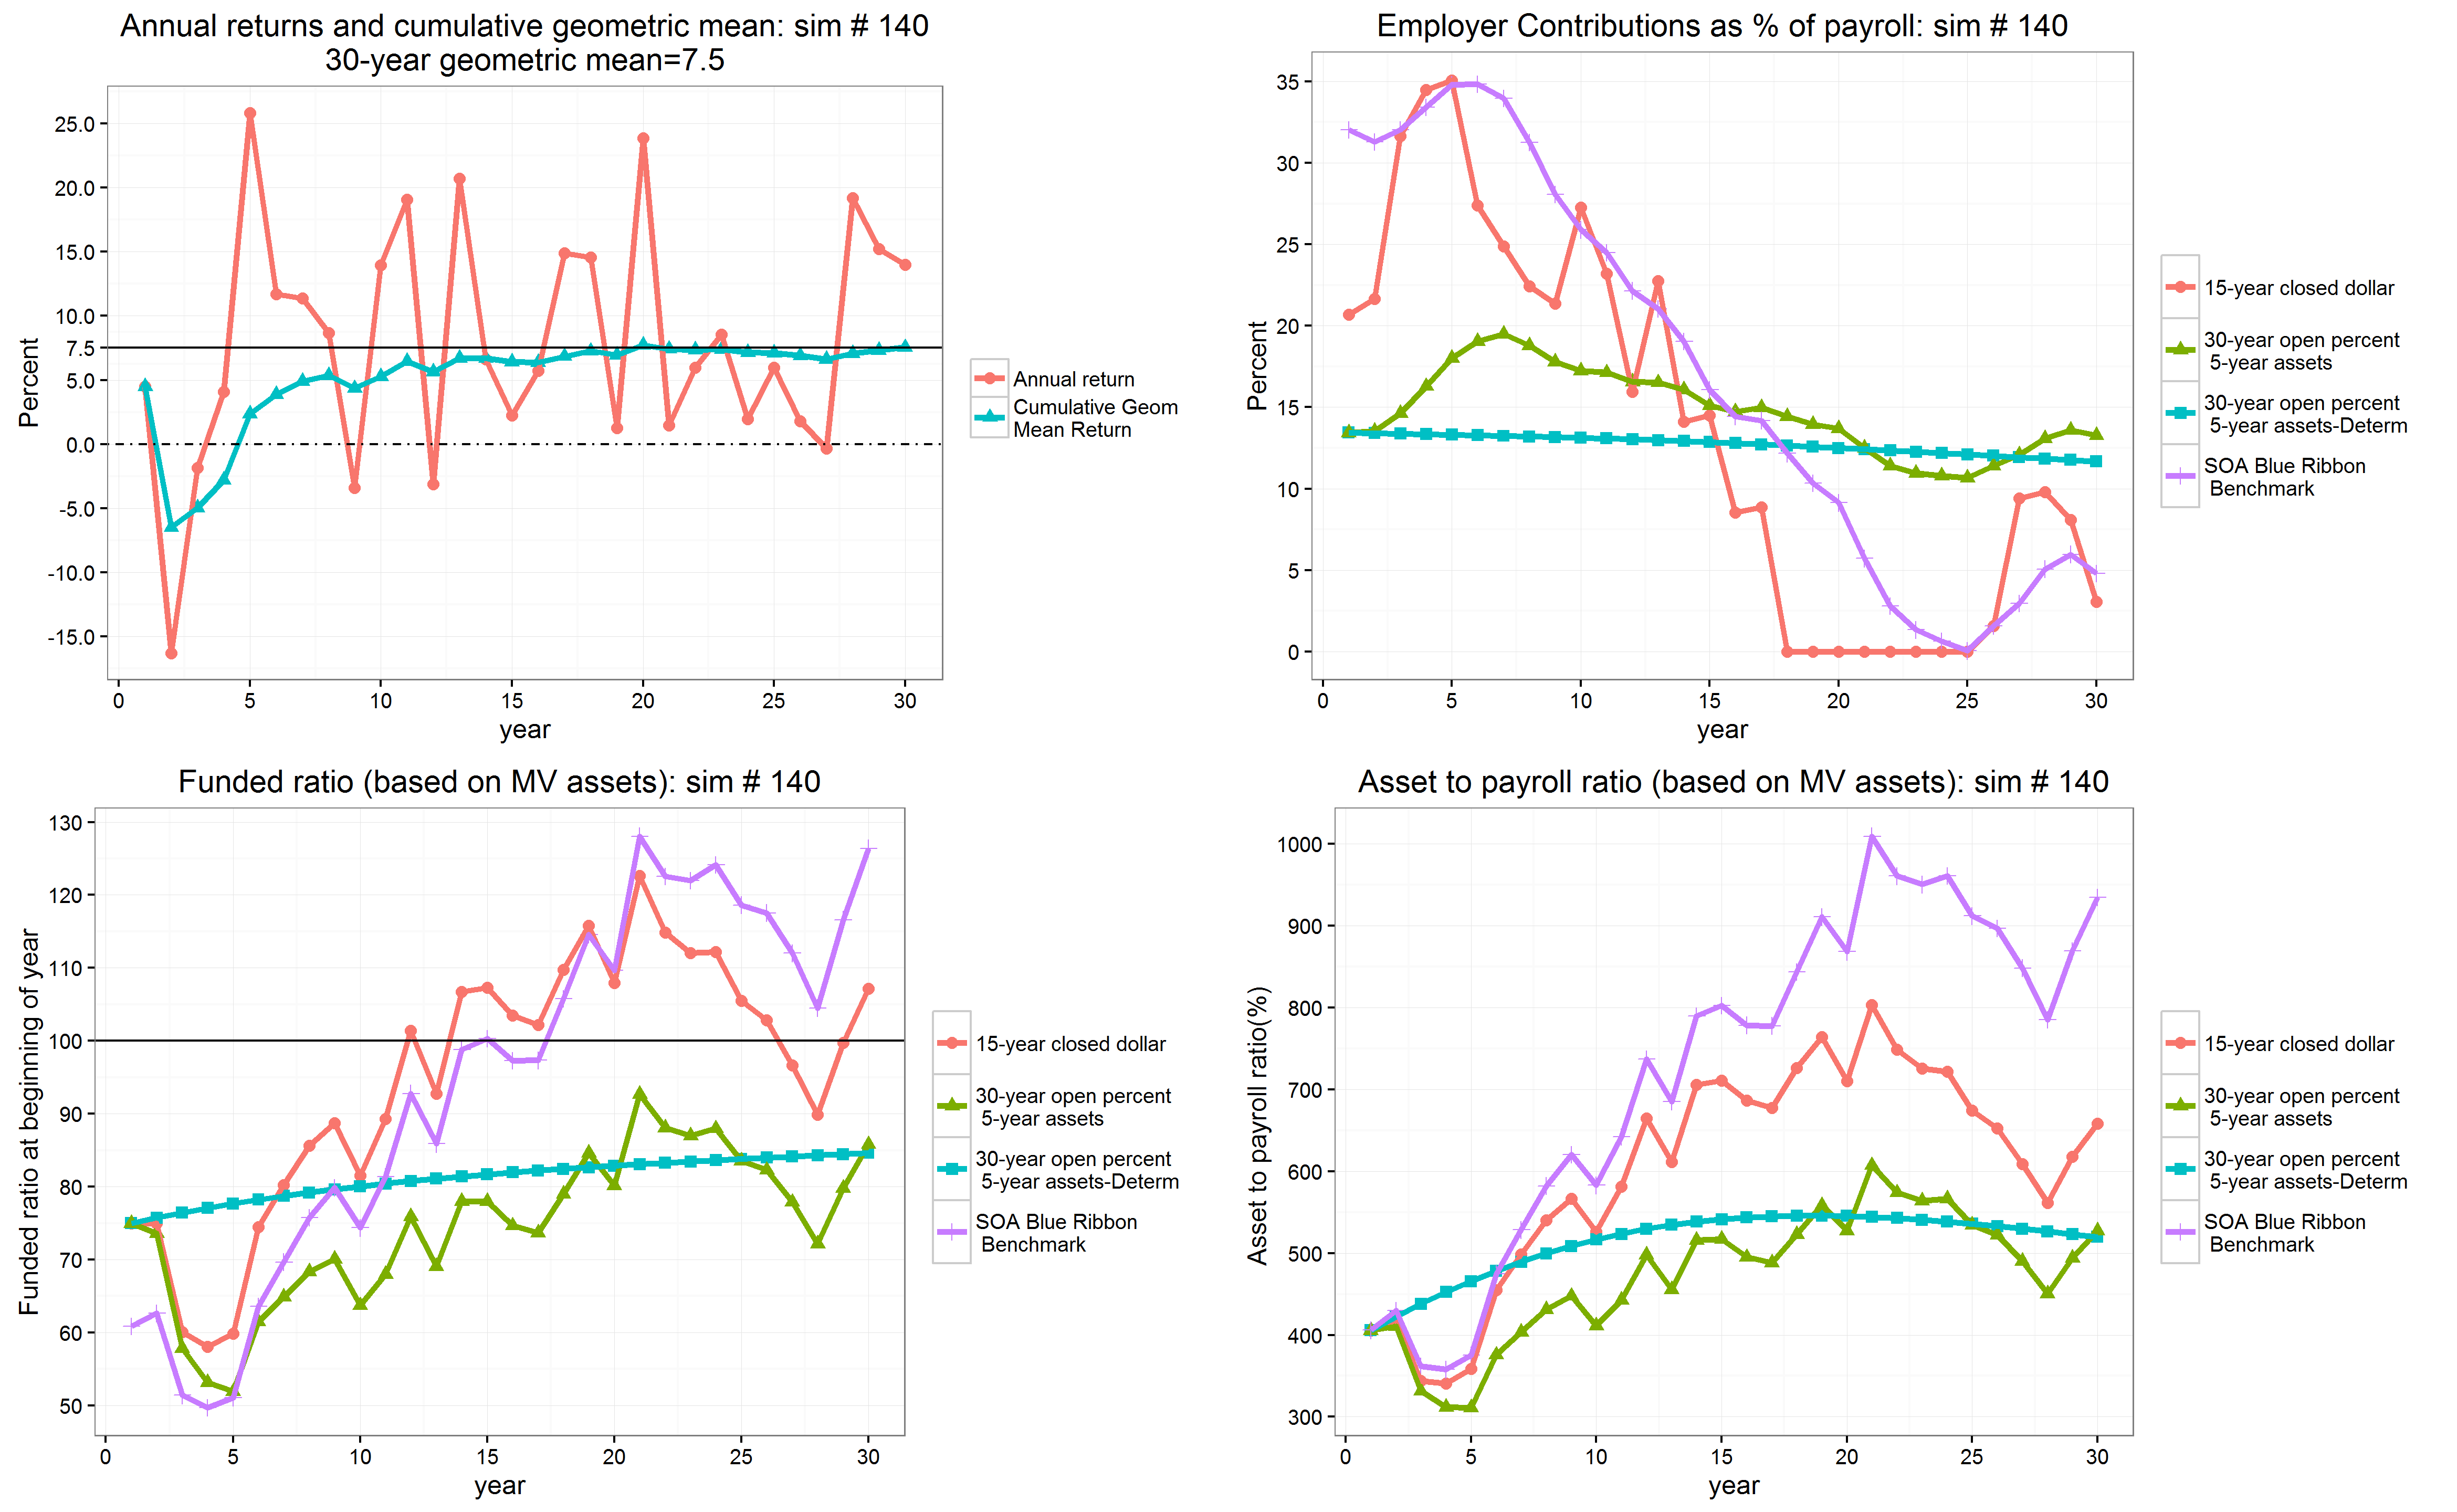 Annual returns and cumulative geometric mean: sim # 140
30-year geometric mean=7.5
Percent
25.0
20.0
15.0
10.0
7.5
5.0
0.0
-5.0
-10.0
-15.0
0 5 10 15 20 25 30
year
Annual return
Cumulative Geom
Mean Return
Employer Contributions as % of payroll: sim # 140
Percent
35
30
25
20
15
10
5
0
0 5 10 15 20 25 30
year
15-year closed dollar
30-year open percent
5-year assets
30-year open percent
5-year assets-Determ
SOA Blue Ribbon
Benchmark
Funded ratio (based on MV assets): sim # 140
Funded ratio at beginning of year
130
120
110
100
90
80
70
60
50
0 5 10 15 20 25 30
year
15-year closed dollar
30-year open percent
5-year assets
30-year open percent
5-year assets-Determ
SOA Blue Ribbon
Benchmark
Asset to payroll ratio (based on MV assets): sim # 140
Asset to payroll ratio(%)
1000
900
800
700
600
500
400
300
0 5 10 15 20 25 30
year
15-year closed dollar
30-year open percent
5-year assets
30-year open percent
5-year assets-Determ
SOA Blue Ribbon
Benchmark